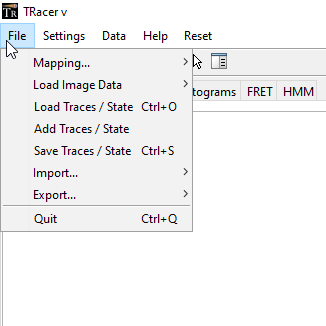 TR TRacer v
File Settings Data Help Reset
Mapping...
Load Image Data
tograms FRET HMM
Load Traces / State Ctrl+O
Add Traces / State
Save Traces / State Ctrl+S
Import...
Export...
Quit Ctrl+Q